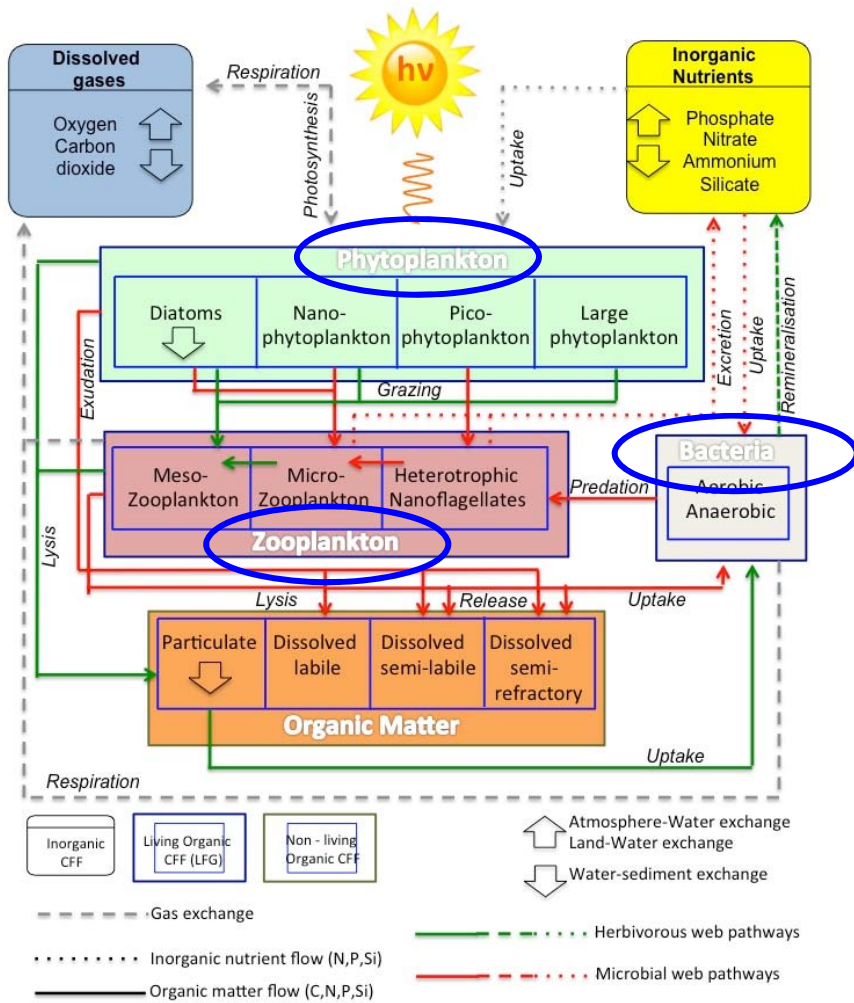 Dissolved
gases
Oxygen
Carbon
dioxide
Respiration
Photosynthesis
hν
Uptake
Inorganic
Nutrients
Phosphate
Nitrate
Ammonium
Silicate
Phytoplankton
Diatoms
Nano-
phytoplankton
Pico-
phytoplankton
Large
phytoplankton
Exudation
Grazing
Excretion
Uptake
Remineralisation
Meso-
Zooplankton
Micro-
Zooplankton
Heterotrophic
Nanoflagellates
Zooplankton
Predation
Bacteria
Aerobic
Anaerobic
Lysis
Lysis
Release
Uptake
Particulate
Dissolved
labile
Dissolved
semi-labile
Dissolved
semi-
refractory
Organic Matter
Uptake
Respiration
Inorganic
CFF
Living Organic
CFF (LFG)
Non - living
Organic CFF
Atmosphere-Water exchange
Land-Water exchange
Water-sediment exchange
Gas exchange
Inorganic nutrient flow (N,P,Si)
Organic matter flow (C,N,P,Si)
Herbivorous web pathways
Microbial web pathways